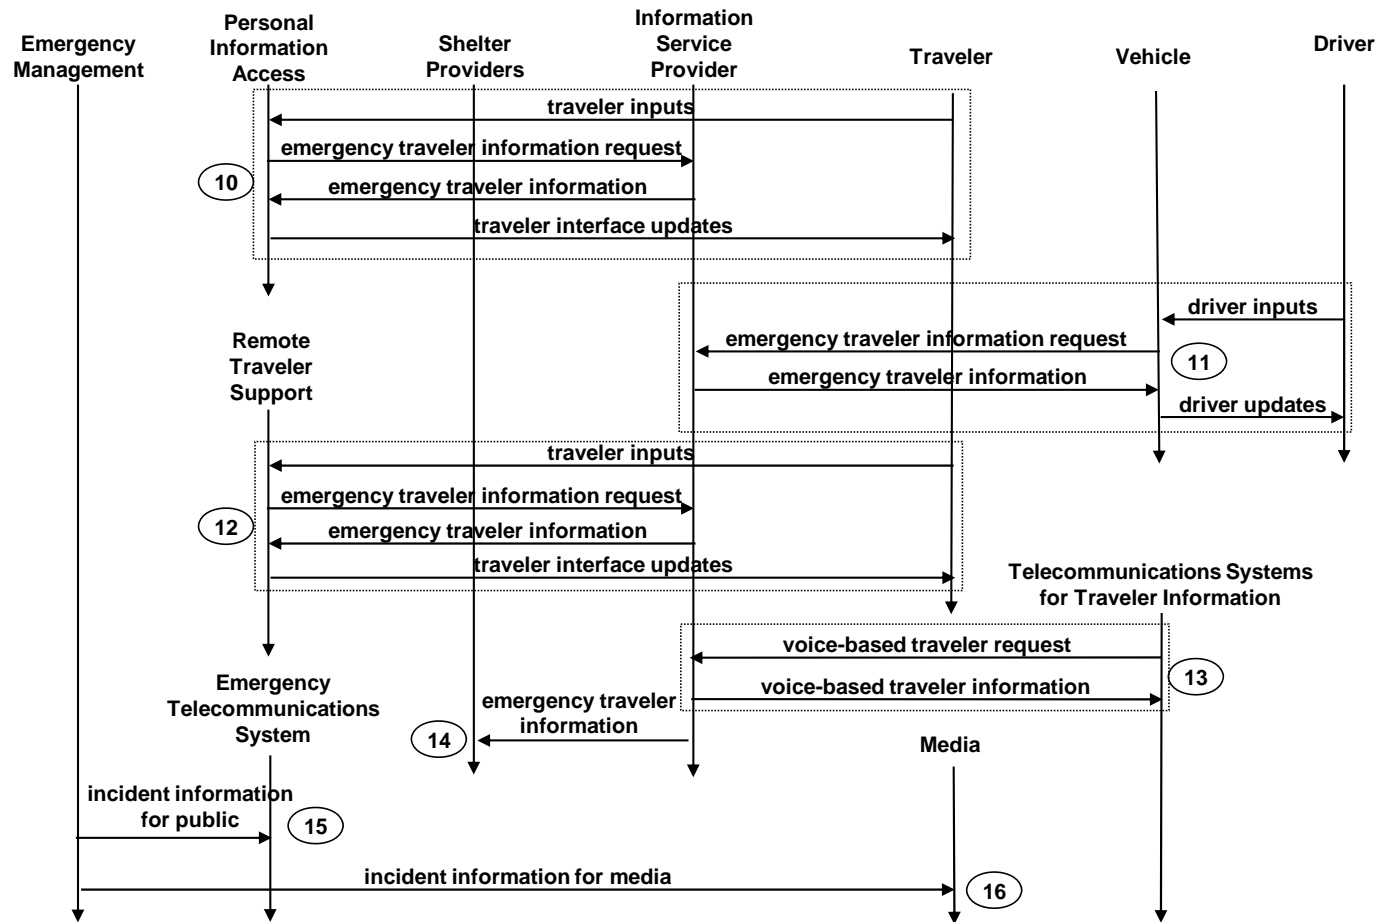 Emergency
Management
Personal
Information
Access
Shelter
Providers
Information
Service
Provider
Traveler
Vehicle
Driver
traveler inputs
emergency traveler information request
10
emergency traveler information
traveler interface updates
driver inputs
emergency traveler information request
11
emergency traveler information
driver updates
Remote
Traveler
Support
traveler inputs
emergency traveler information request
12
emergency traveler information
traveler interface updates
Telecommunications Systems
for Traveler Information
voice-based traveler request
13
voice-based traveler information
Emergency
Telecommunications
System
emergency traveler
information
14
Media
incident information
for public
15
incident information for media
16